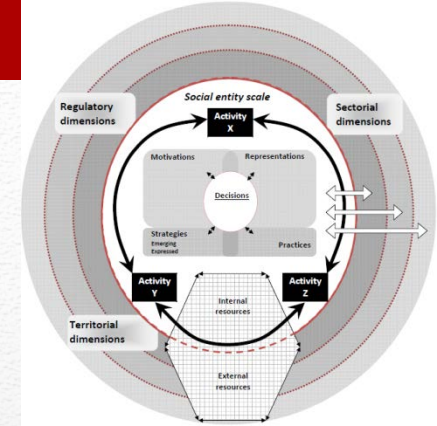 Social entity scale
Regulatory
dimensions
Sectorial
dimensions
Activity
X
Motivations
Representations
Decisions
Strategies
Emerging
Expressed
Practices
Activity
Y
Activity
Z
Internal
resources
Territorial
dimensions
External
resources